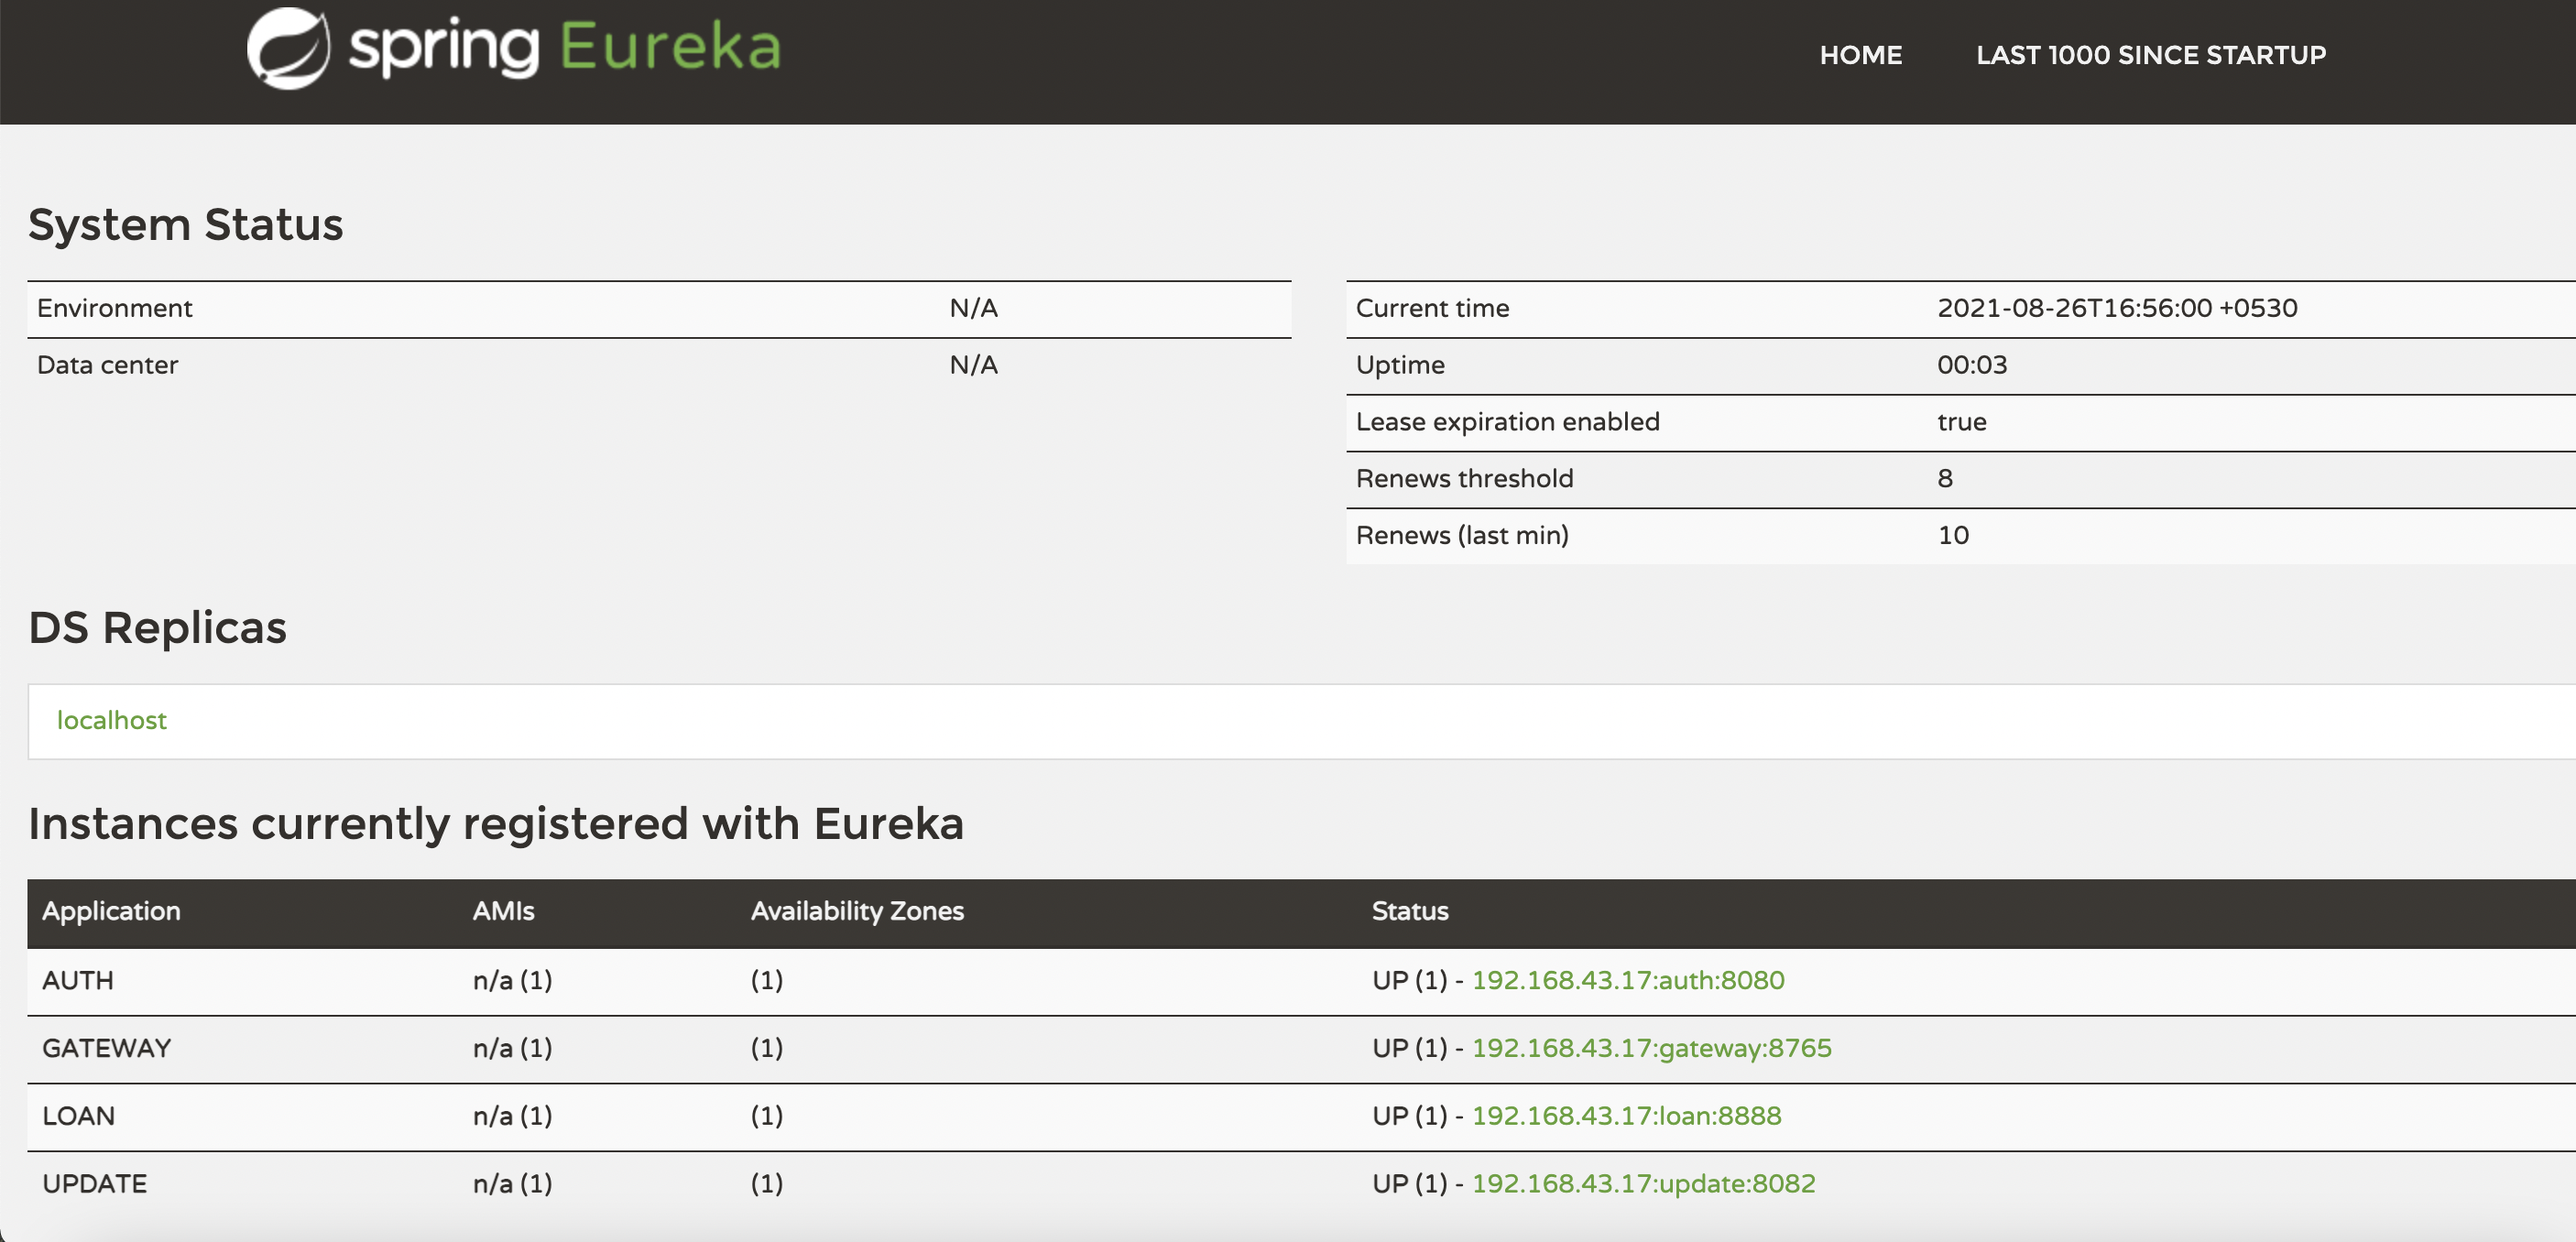 spring Eureka
HOME LAST 1000 SINCE STARTUP
System Status
Environment N/A
Data center N/A
Current time 2021-08-26T16:56:00 +0530
Uptime 00:03
Lease expiration enabled true
Renews threshold 8
Renews (last min) 10
DS Replicas
localhost
Instances currently registered with Eureka
Application AMIs Availability Zones Status
AUTH n/a (1) (1) UP (1) - 192.168.43.17:auth:8080
GATEWAY n/a (1) (1) UP (1) - 192.168.43.17:gateway:8765
LOAN n/a (1) (1) UP (1) - 192.168.43.17:loan:8888
UPDATE n/a (1) (1) UP (1) - 192.168.43.17:update:8082